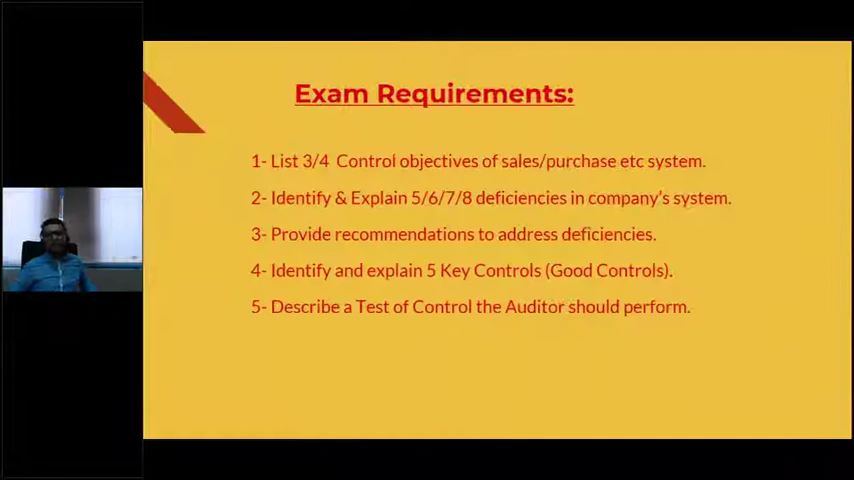 Exam Requirements:
1- List 3/4 Control objectives of sales/purchase etc system.
2- Identify & Explain 5/6/7/8 deficiencies in company's system.
3- Provide recommendations to address deficiencies.
4- Identify and explain 5 Key Controls (Good Controls).
5- Describe a Test of Control the Auditor should perform.